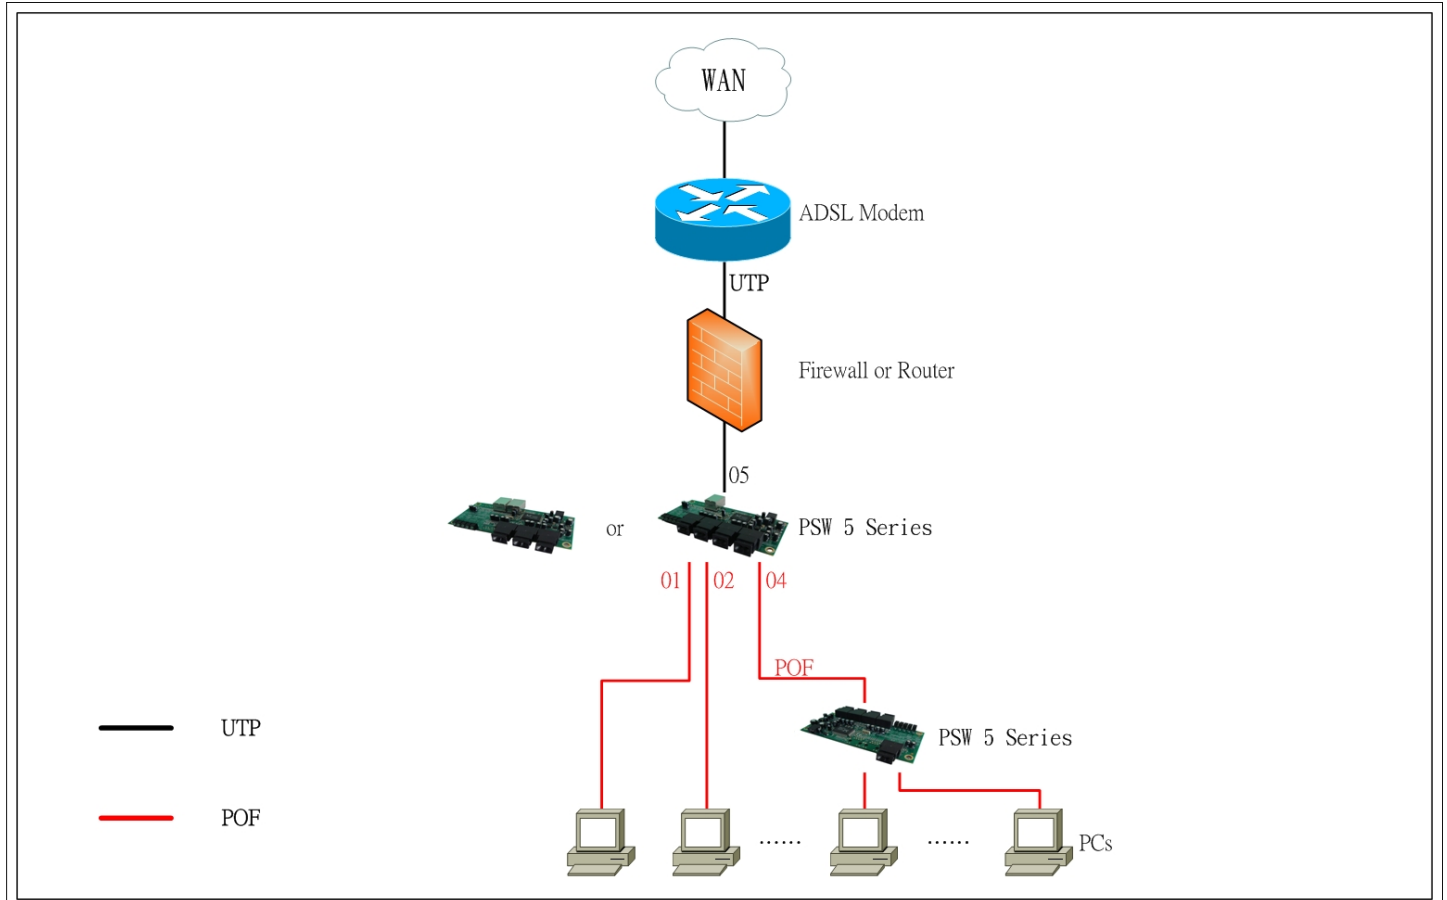 WAN
ADSL Modem
UTP
Firewall or Router
05
or
PSW 5 Series
01
02
04
POF
UTP
PSW 5 Series
POF
......
......
PCs